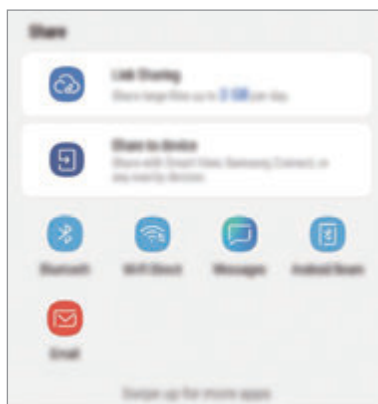 Share
Link Sharing
Share large files up to 2 GB per day.
Share to device
Share with Smart View, Samsung Connect, or
any nearby devices.
Bluetooth
Wi-Fi Direct
Messages
Android Beam
Email
Swipe up for more apps